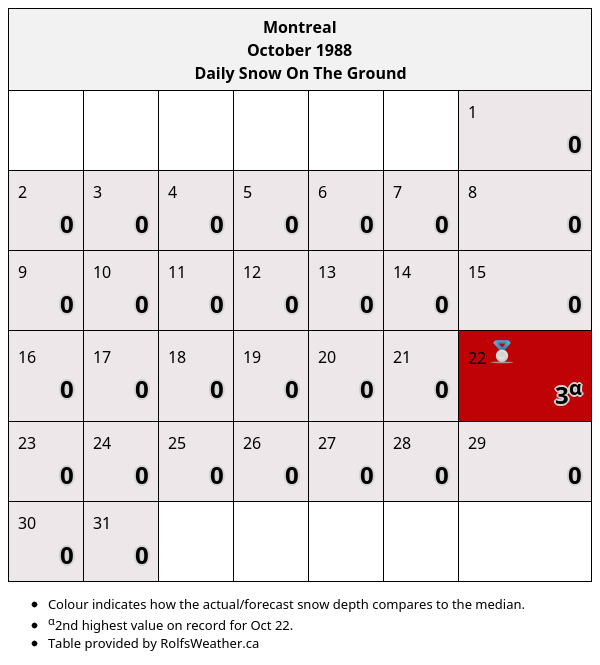 Montreal
October 1988
Daily Snow On The Ground
1
0
2 3 4 5 6 7 8
0 0 0 0 0 0 0
9 10 11 12 13 14 15
0 0 0 0 0 0 0
16 17 18 19 20 21 22
0 0 0 0 0 0 3α
23 24 25 26 27 28 29
0 0 0 0 0 0 0
30 31
0 0
• Colour indicates how the actual/forecast snow depth compares to the median.
• α2nd highest value on record for Oct 22.
• Table provided by RolfsWeather.ca